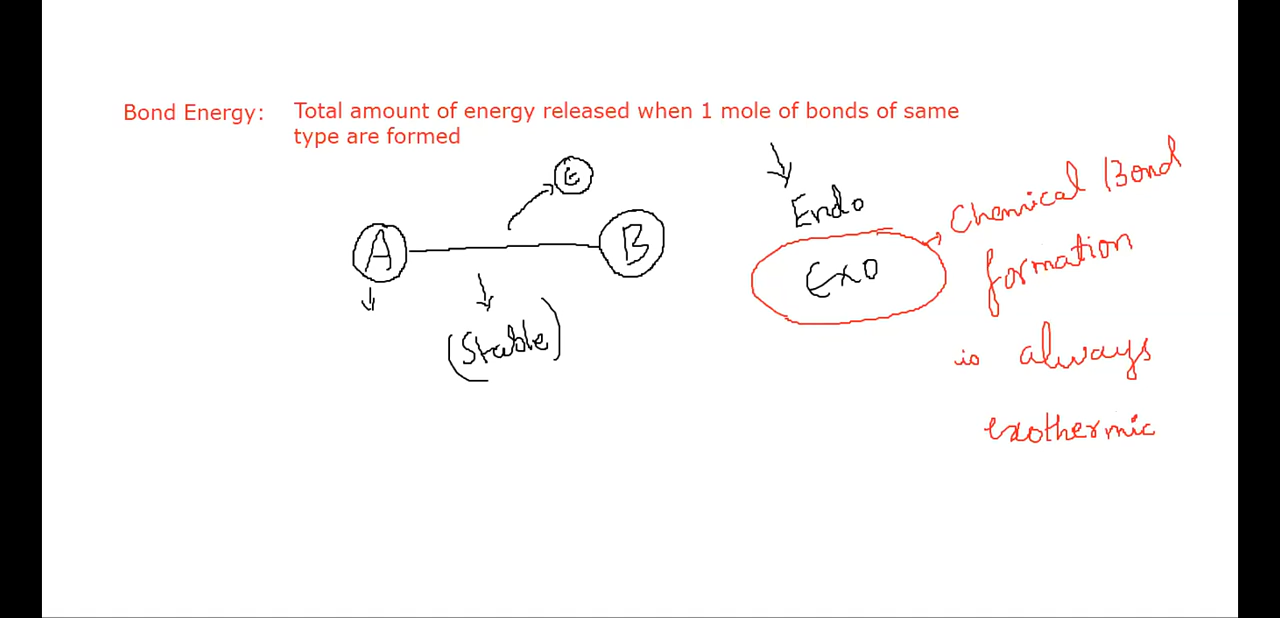 Bond Energy: Total amount of energy released when 1 mole of bonds of same
type are formed
E
A B
(Stable)
Endo
Exo
Chemical Bond
formation
is always
exothermic